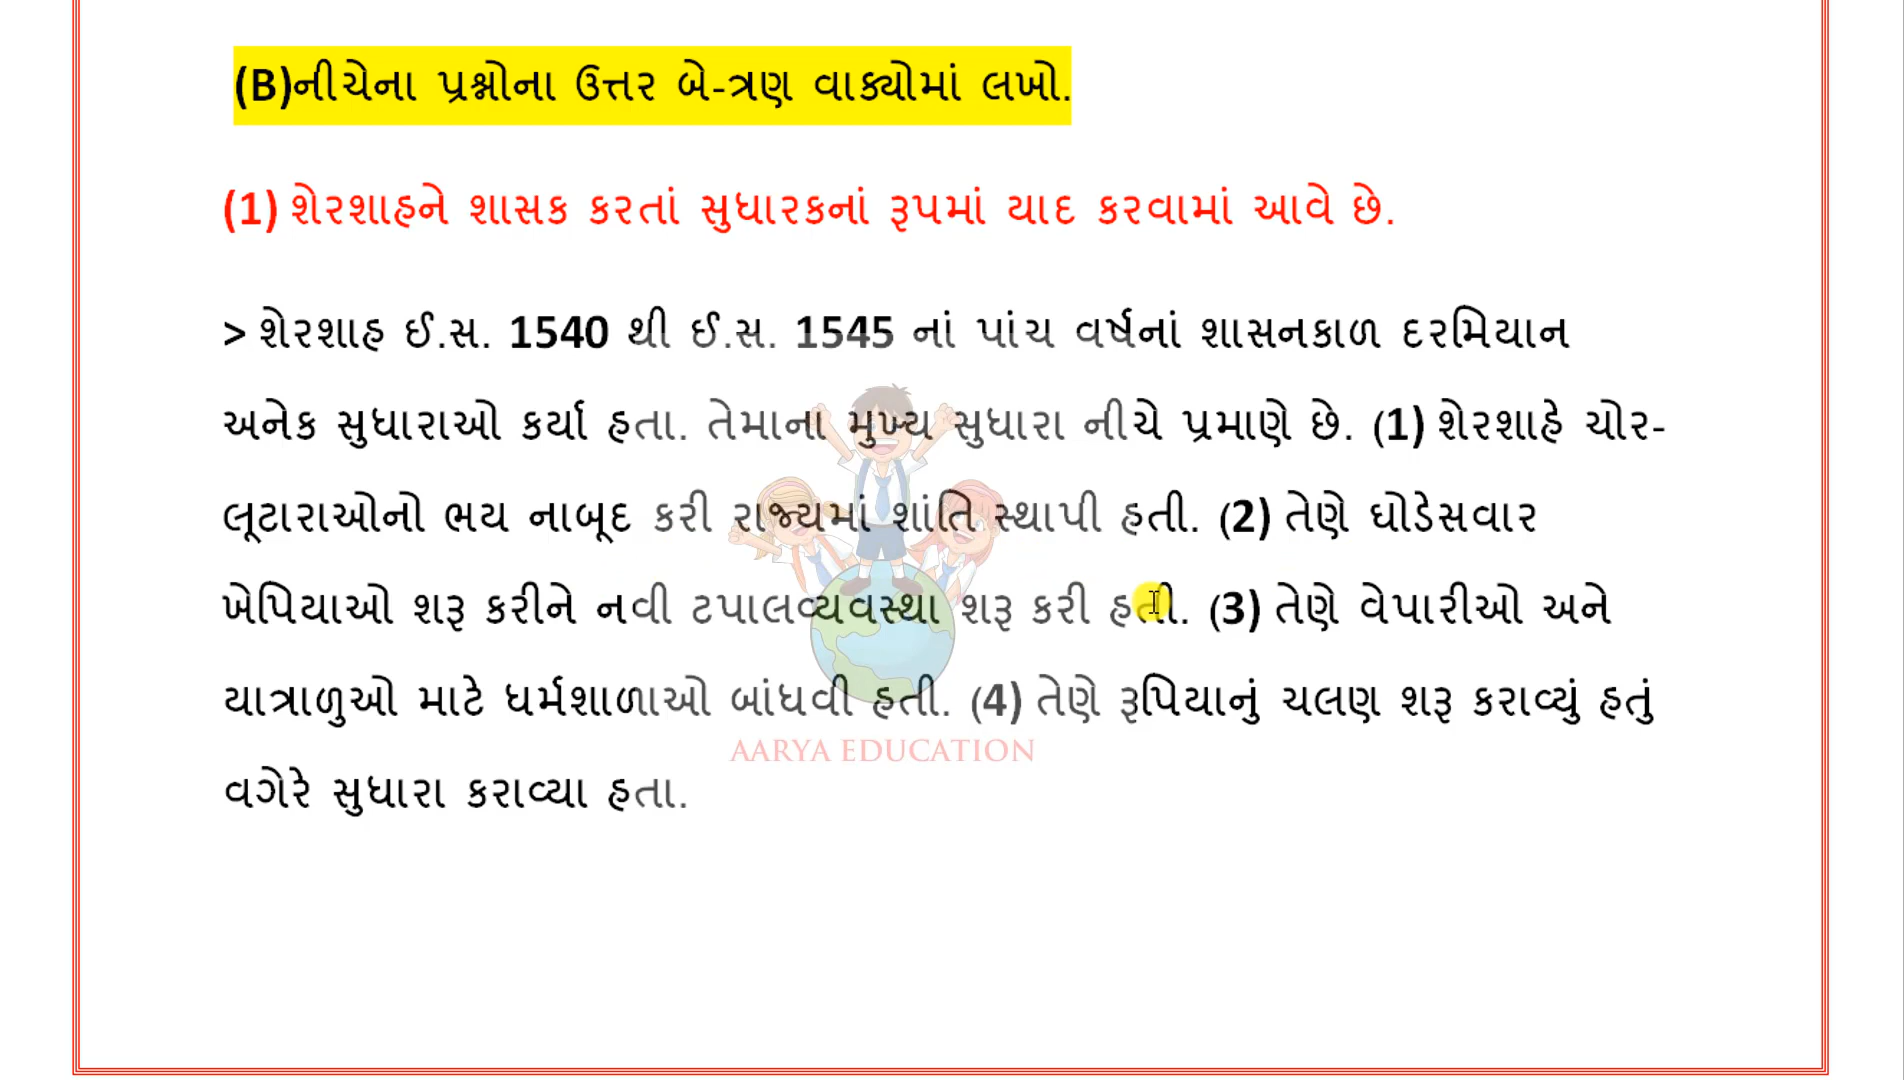 (B)નીચેના પ્રશ્નોના ઉત્તર બે-ત્રણ વાક્યોમાં લખો.
(1) શેરશાહને શાસક કરતાં સુધારકનાં રૂપમાં યાદ કરવામાં આવે છે.
> શેરશાહ ઈ.સ. 1540 થી ઈ.સ. 1545 નાં પાંચ વર્ષનાં શાસનકાળ દરમિયાન
અનેક સુધારાઓ કર્યા હતા. તેમાના મુખ્ય સુધારા નીચે પ્રમાણે છે. (1) શેરશાહે ચોર-
લૂટારાઓનો ભય નાબૂદ કરી રાજ્યમાં શાંતિ સ્થાપી હતી. (2) તેણે ઘોડેસવાર
ખેપિયાઓ શરૂ કરીને નવી ટપાલવ્યવસ્થા શરૂ કરી હતી. (3) તેણે વેપારીઓ અને
યાત્રાળુઓ માટે ધર્મશાળાઓ બાંધવી હતી. (4) તેણે રૂપિયાનું ચલણ શરૂ કરાવ્યું હતું
AARYA EDUCATION
વગેરે સુધારા કરાવ્યા હતા.